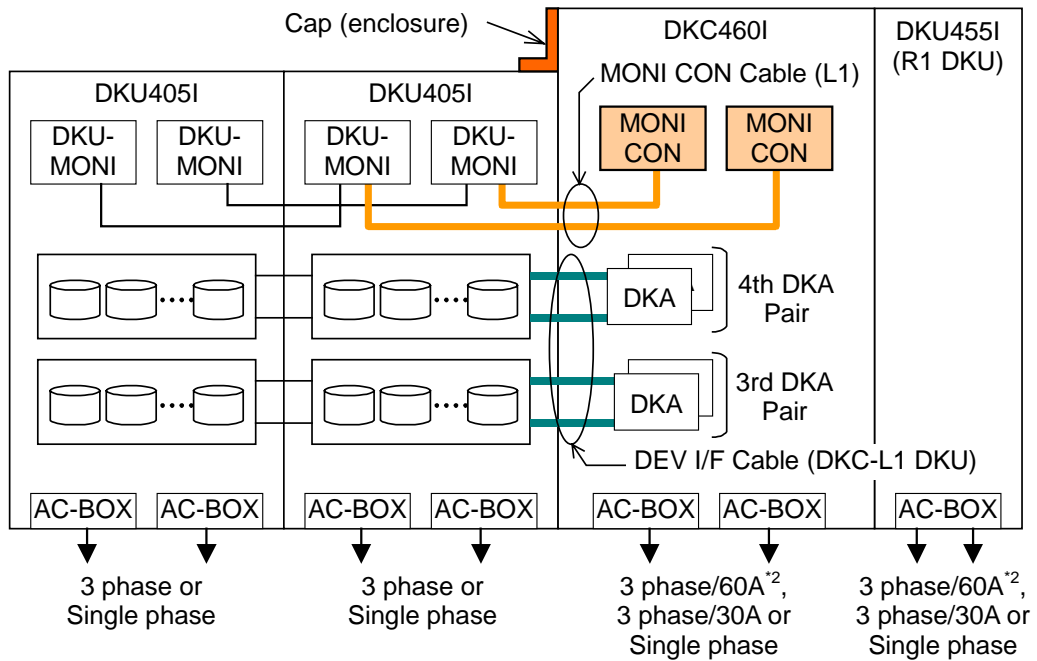 Cap (enclosure)
DKC460I
DKU455I
(R1 DKU)
MONI CON Cable (L1)
DKU405I
DKU405I
DKU-
MONI
DKU-
MONI
DKU-
MONI
DKU-
MONI
MONI
CON
MONI
CON
DKA
4th DKA
Pair
DKA
3rd DKA
Pair
DEV I/F Cable (DKC-L1 DKU)
AC-BOX
AC-BOX
AC-BOX
AC-BOX
AC-BOX
AC-BOX
AC-BOX
3 phase or
Single phase
3 phase or
Single phase
3 phase/60A*2,
3 phase/30A or
Single phase
3 phase/60A*2,
3 phase/30A or
Single phase